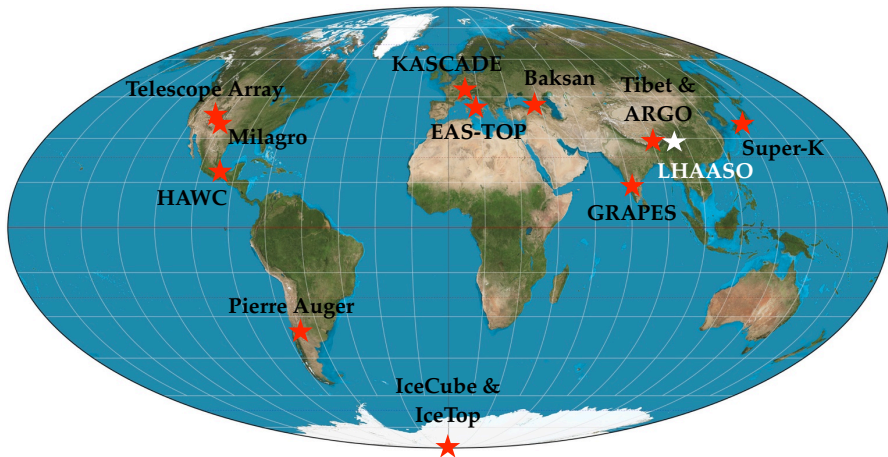 KASCADE
Baksan
Tibet &
ARGO
Telescope Array
Milagro
EAS-TOP
Super-K
LHAASO
HAWC
GRAPES
Pierre Auger
IceCube &
IceTop